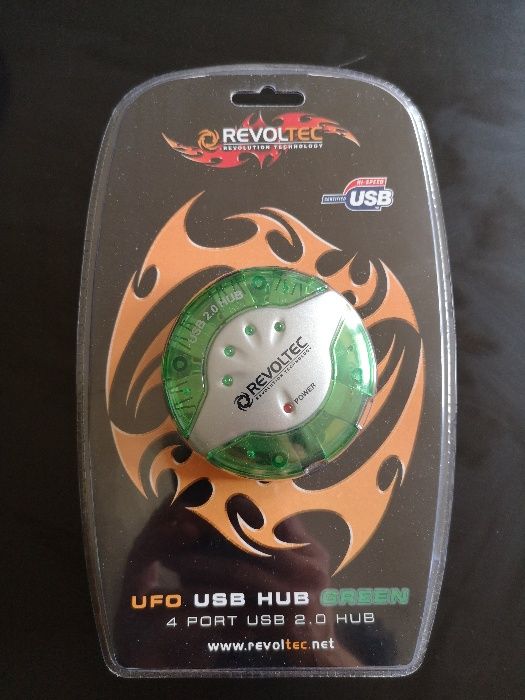 REVOLTEC
REVOLUTION TECHNOLOGY
HI-SPEED
CERTIFIED USB
USB 2.0 HUB
REVOLTEC
REVOLUTION TECHNOLOGY
POWER
UFO USB HUB GREEN
4 PORT USB 2.0 HUB
www.revoltec.net